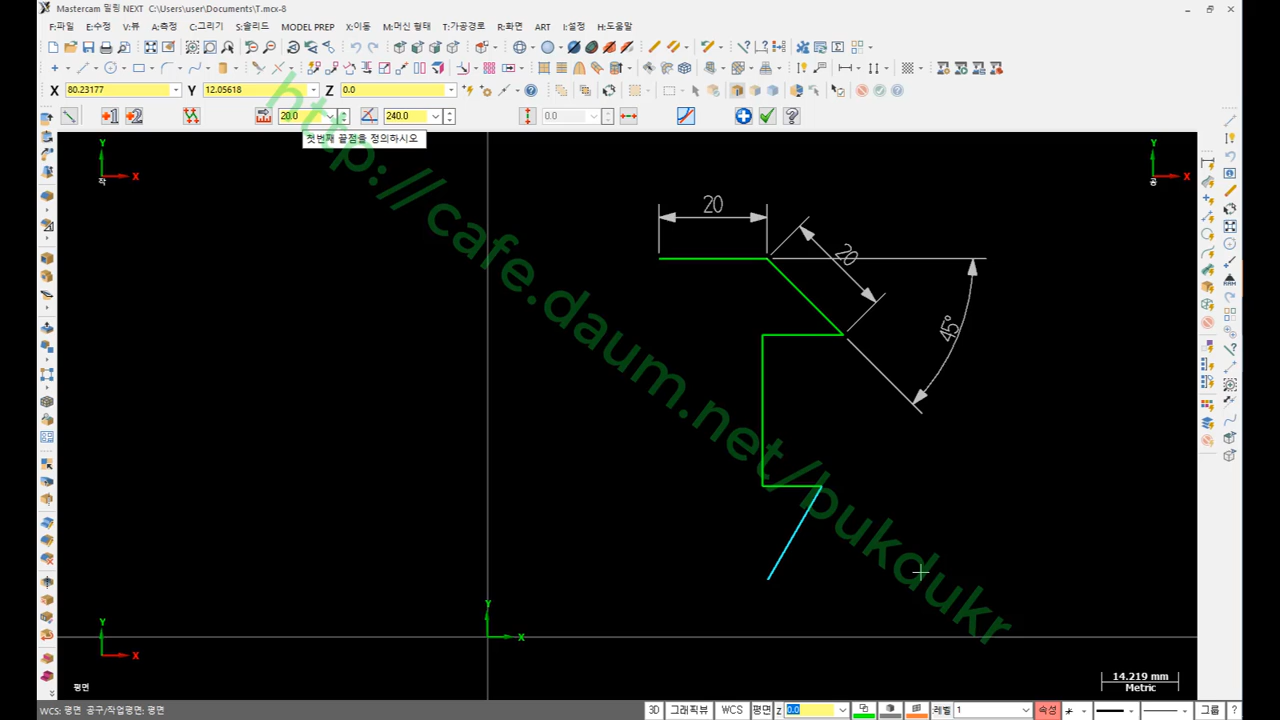 Mastercam 밀링 NEXT  C:\Users\user\Documents\T.mcx-8
F:파일 E:수정 V:뷰 A:측정 C:그리기 S:솔리드 MODEL PREP X:이동 M:머신 형태 T:가공경로 R:화면 ART I:설정 H:도움말
X 80.23177 Y 12.05618 Z 0.0
+1 +2 20.0 240.0 0.0
첫번째 끝점을 정의하시오
Y
X
작
Y
X
공
20
20
45°
http://cafe.daum.net/bukdukr
Y
X
Y
X
평면
14.219 mm
Metric
WCS: 평면 공구/작업평면: 평면
3D 그래픽뷰 WCS 평면 Z 0.0 레벨 1 속성 그룹 ?